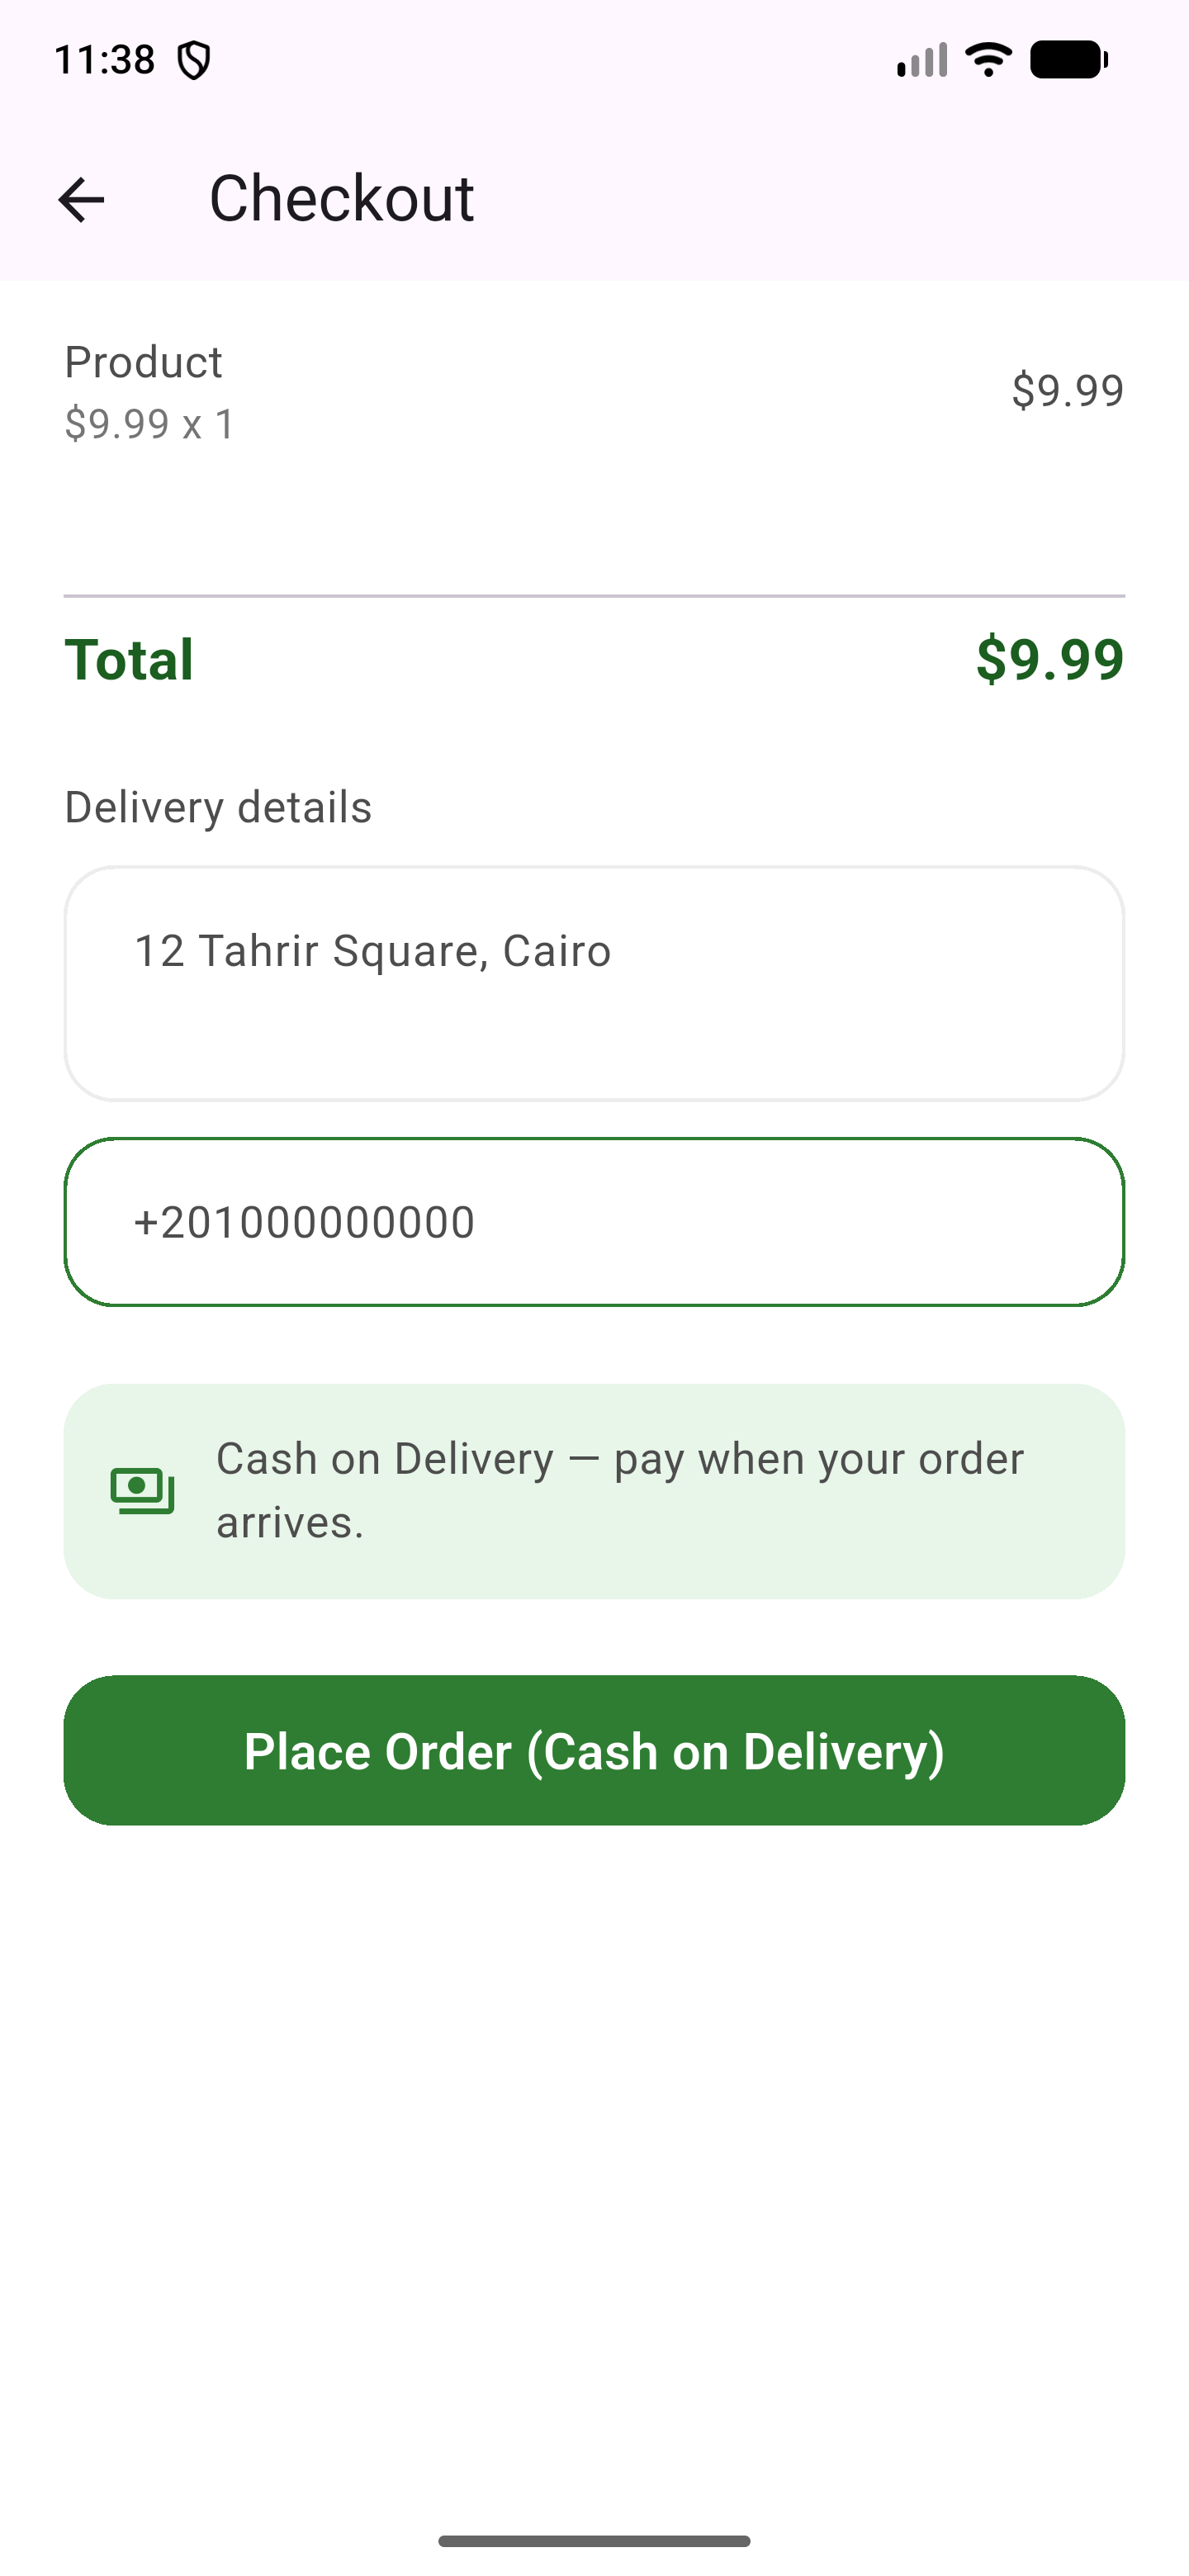 11:38
Checkout
Product
$9.99 x 1
$9.99
Total
$9.99
Delivery details
12 Tahrir Square, Cairo
+201000000000
Cash on Delivery — pay when your order
arrives.
Place Order (Cash on Delivery)